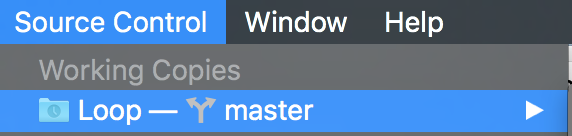 Source Control Window Help
Working Copies
Loop — master